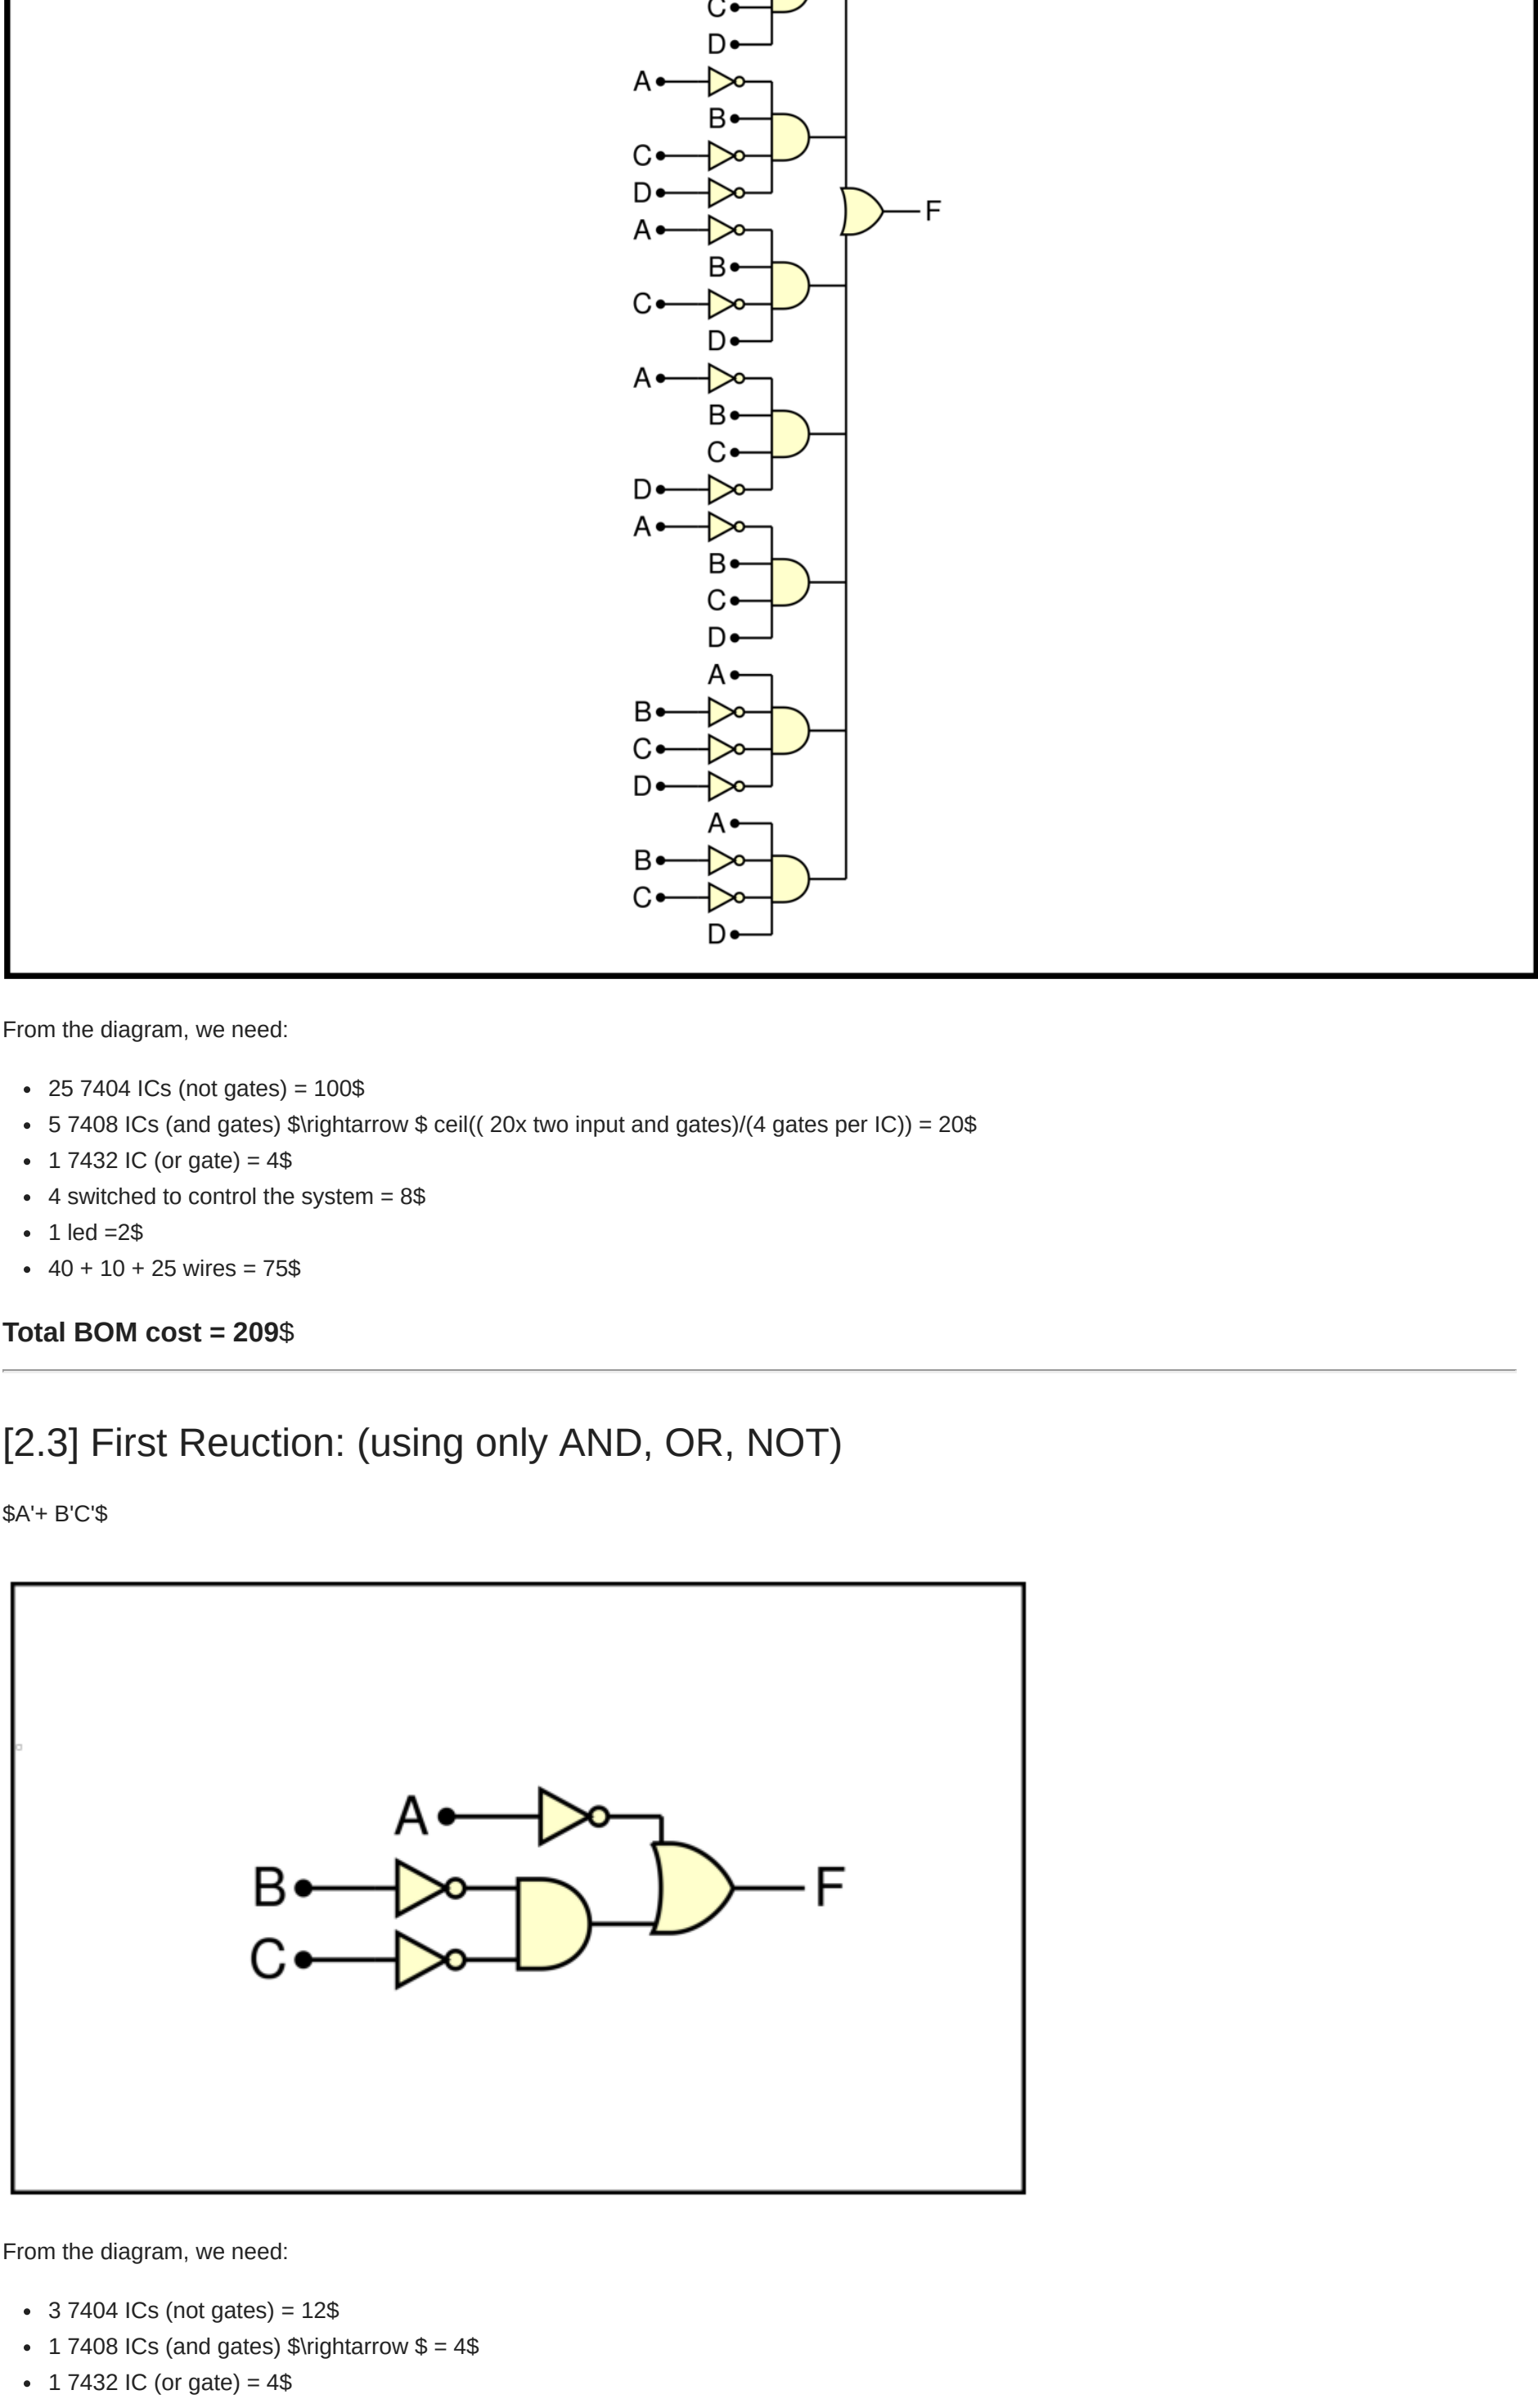 C
D
A
B
C
D
F
A
B
C
D
A
B
C
D
A
B
C
D
A
B
C
D
A
B
C
D
From the diagram, we need:
25 7404 ICs (not gates) = 100$
5 7408 ICs (and gates) $\rightarrow $ ceil(( 20x two input and gates)/(4 gates per IC)) = 20$
1 7432 IC (or gate) = 4$
4 switched to control the system = 8$
1 led =2$
40 + 10 + 25 wires = 75$
Total BOM cost = 209$
[2.3] First Reuction: (using only AND, OR, NOT)
$A'+ B'C'$
A
B
F
C
From the diagram, we need:
3 7404 ICs (not gates) = 12$
1 7408 ICs (and gates) $\rightarrow $ = 4$
1 7432 IC (or gate) = 4$